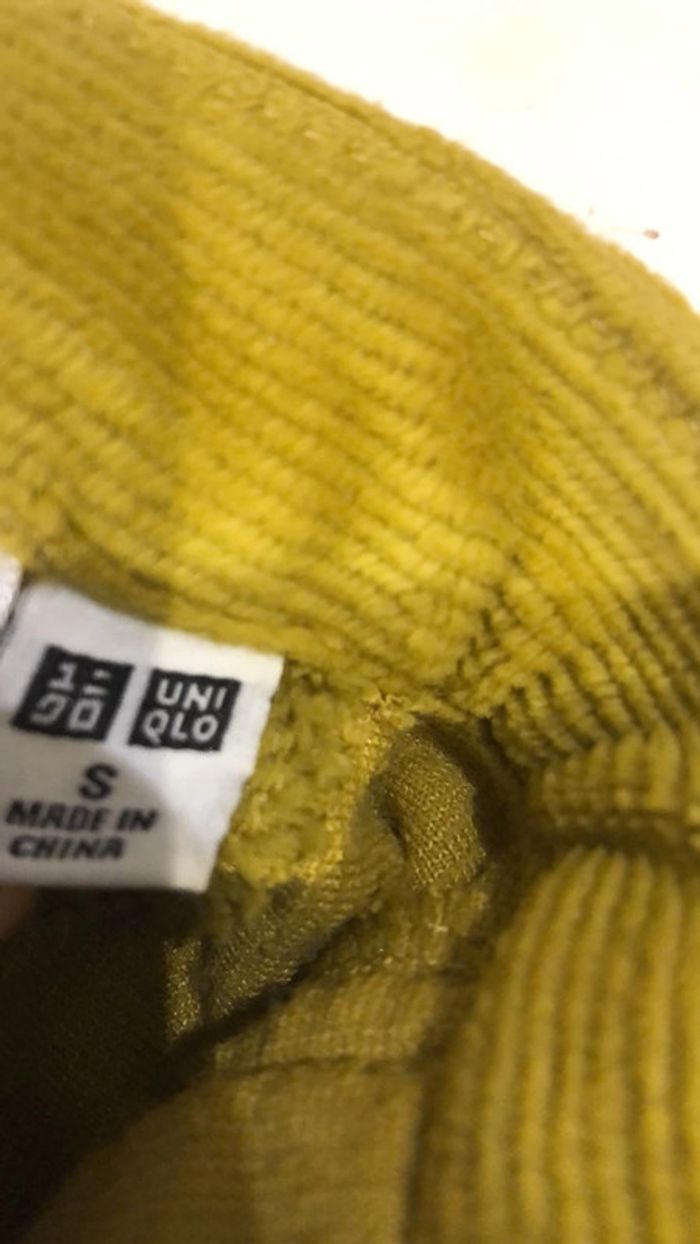 ユニ UNI
クロ QLO
S
MADE IN
CHINA